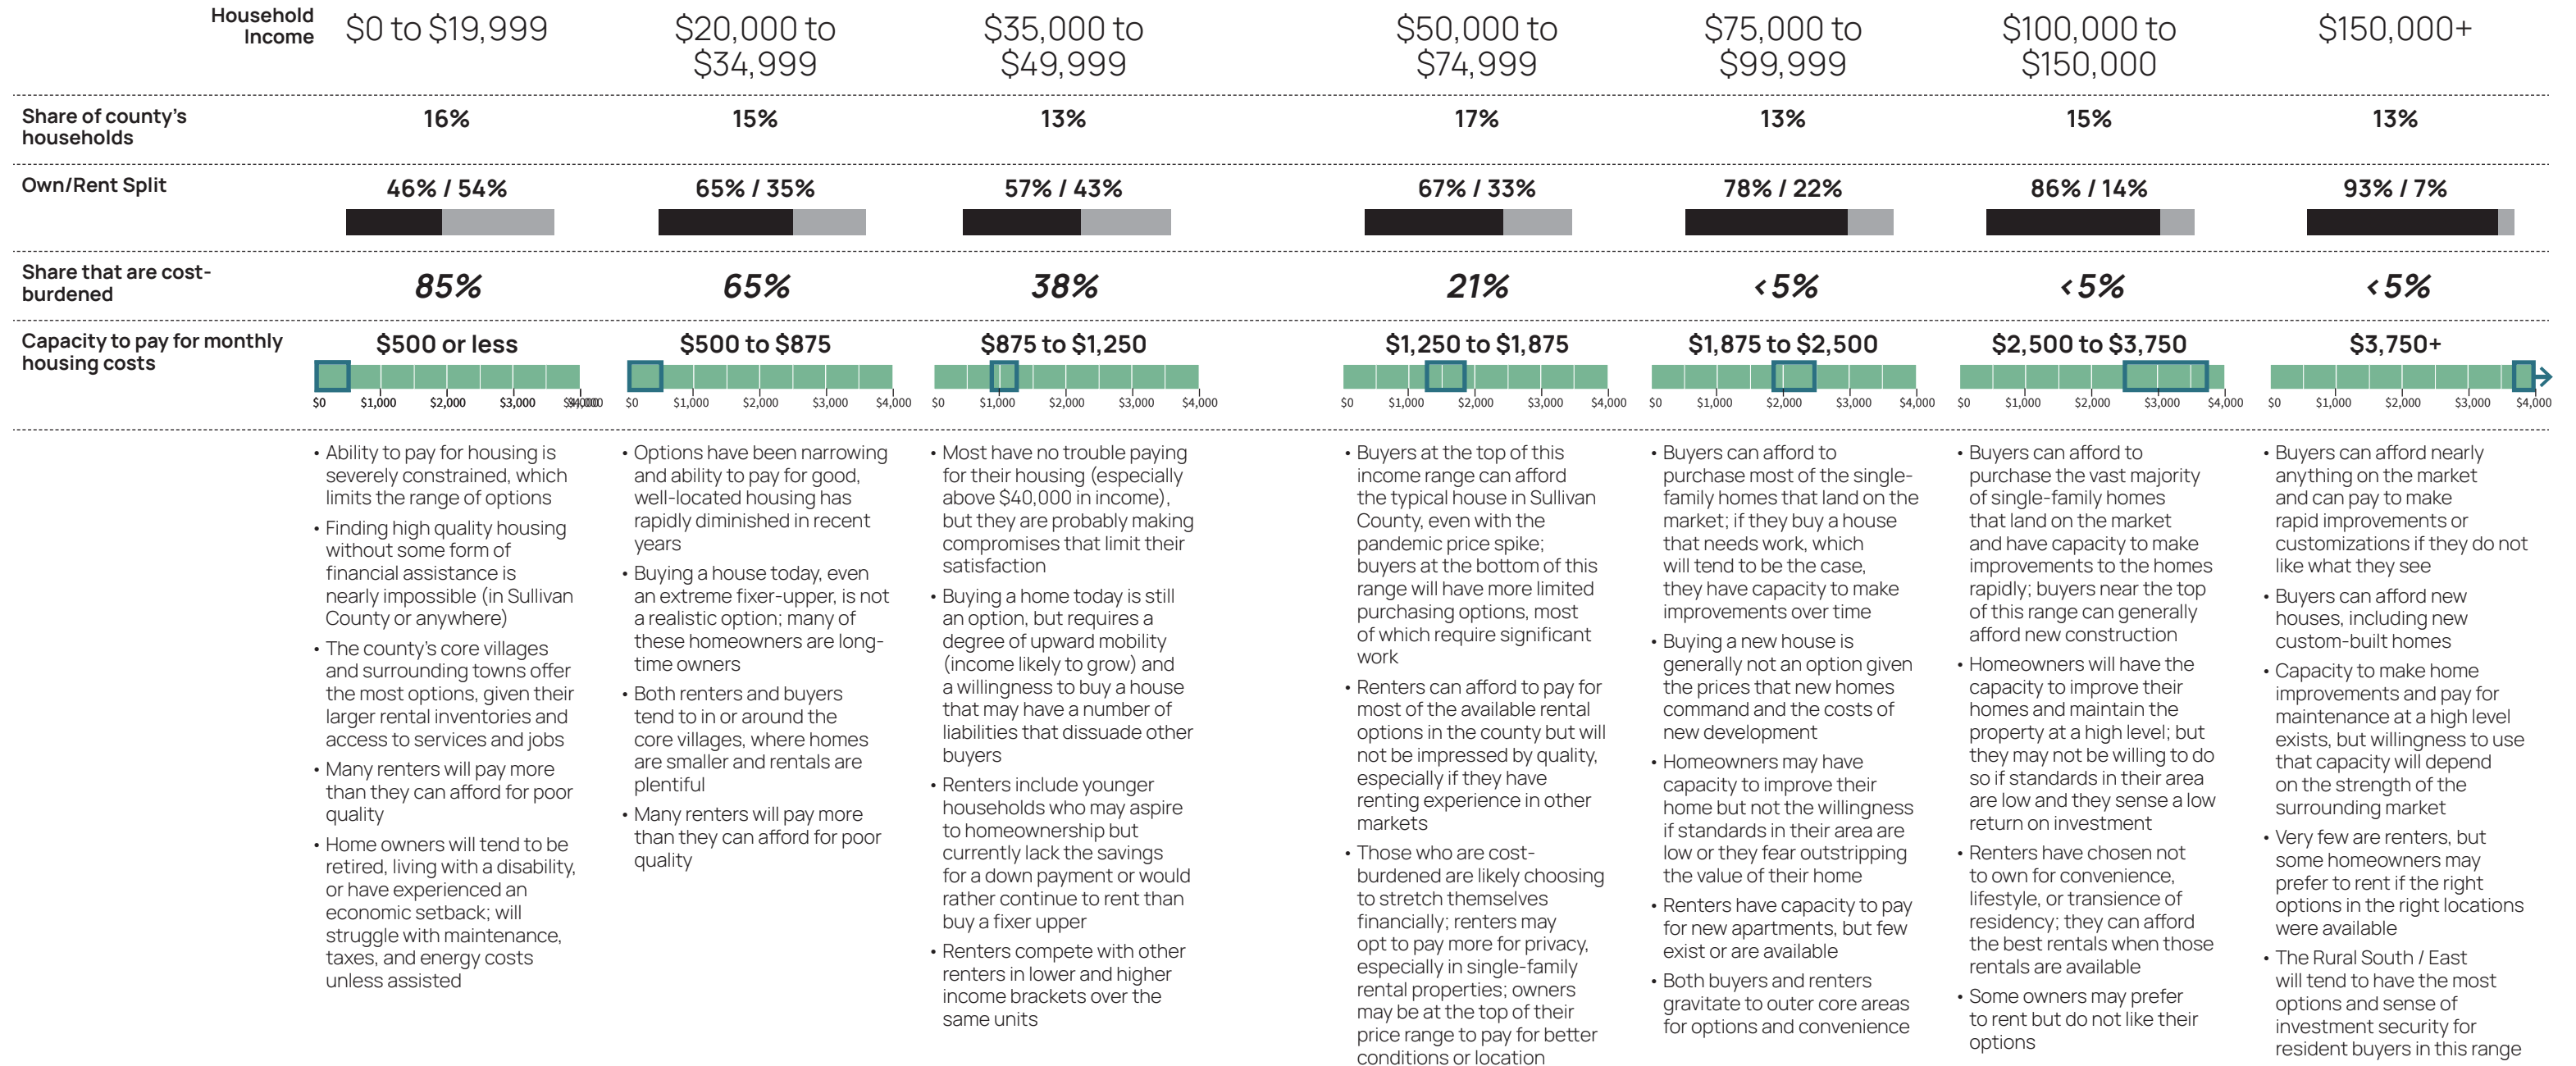 Household
Income
$0 to $19,999
$20,000 to
$34,999
$35,000 to
$49,999
$50,000 to
$74,999
$75,000 to
$99,999
$100,000 to
$150,000
$150,000+
Share of county's
households
16%
15%
13%
17%
13%
15%
13%
Own/Rent Split
46% / 54%
65% / 35%
57% / 43%
67% / 33%
78% / 22%
86% / 14%
93% / 7%
Share that are cost-
burdened
85%
65%
38%
21%
<5%
<5%
<5%
Capacity to pay for monthly
housing costs
$500 or less
$500 to $875
$875 to $1,250
$1,250 to $1,875
$1,875 to $2,500
$2,500 to $3,750
$3,750+
$0 $1,000 $2,000 $3,000 $4,000
$0 $1,000 $2,000 $3,000 $4,000
$0 $1,000 $2,000 $3,000 $4,000
$0 $1,000 $2,000 $3,000 $4,000
$0 $1,000 $2,000 $3,000 $4,000
$0 $1,000 $2,000 $3,000 $4,000
$0 $1,000 $2,000 $3,000 $4,000
• Ability to pay for housing is
severely constrained, which
limits the range of options
• Finding high quality housing
without some form of
financial assistance is
nearly impossible (in Sullivan
County or anywhere)
• The county's core villages
and surrounding towns offer
the most options, given their
larger rental inventories and
access to services and jobs
• Many renters will pay more
than they can afford for poor
quality
• Home owners will tend to be
retired, living with a disability,
or have experienced an
economic setback; will
struggle with maintenance,
taxes, and energy costs
unless assisted
• Options have been narrowing
and ability to pay for good,
well-located housing has
rapidly diminished in recent
years
• Buying a house today, even
an extreme fixer-upper, is not
a realistic option; many of
these homeowners are long-
time owners
• Both renters and buyers
tend to in or around the
core villages, where homes
are smaller and rentals are
plentiful
• Many renters will pay more
than they can afford for poor
quality
• Most have no trouble paying
for their housing (especially
above $40,000 in income),
but they are probably making
compromises that limit their
satisfaction
• Buying a home today is still
an option, but requires a
degree of upward mobility
(income likely to grow) and
a willingness to buy a house
that may have a number of
liabilities that dissuade other
buyers
• Renters include younger
households who may aspire
to homeownership but
currently lack the savings
for a down payment or would
rather continue to rent than
buy a fixer upper
• Renters compete with other
renters in lower and higher
income brackets over the
same units
• Buyers at the top of this
income range can afford
the typical house in Sullivan
County, even with the
pandemic price spike;
buyers at the bottom of this
range will have more limited
purchasing options, most
of which require significant
work
• Renters can afford to pay for
most of the available rental
options in the county but will
not be impressed by quality,
especially if they have
renting experience in other
markets
• Those who are cost-
burdened are likely choosing
to stretch themselves
financially; renters may
opt to pay more for privacy,
especially in single-family
rental properties; owners
may be at the top of their
price range to pay for better
conditions or location
• Buyers can afford to
purchase most of the single-
family homes that land on the
market; if they buy a house
that needs work, which
will tend to be the case,
they have capacity to make
improvements over time
• Buying a new house is
generally not an option given
the prices that new homes
command and the costs of
new development
• Homeowners may have
capacity to improve their
home but not the willingness
if standards in their area are
low or they fear outstripping
the value of their home
• Renters have capacity to pay
for new apartments, but few
exist or are available
• Both buyers and renters
gravitate to outer core areas
for options and convenience
• Buyers can afford to
purchase the vast majority
of single-family homes
that land on the market
and have capacity to make
improvements to the homes
rapidly; buyers near the top
of this range can generally
afford new construction
• Homeowners will have the
capacity to improve their
homes and maintain the
property at a high level; but
they may not be willing to do
so if standards in their area
are low and they sense a low
return on investment
• Renters have chosen not
to own for convenience,
lifestyle, or transience of
residency; they can afford
the best rentals when those
rentals are available
• Some owners may prefer
to rent but do not like their
options
• Buyers can afford nearly
anything on the market
and can pay to make
rapid improvements or
customizations if they do not
like what they see
• Buyers can afford new
houses, including new
custom-built homes
• Capacity to make home
improvements and pay for
maintenance at a high level
exists, but willingness to use
that capacity will depend
on the strength of the
surrounding market
• Very few are renters, but
some homeowners may
prefer to rent if the right
options in the right locations
were available
• The Rural South / East
will tend to have the most
options and sense of
investment security for
resident buyers in this range